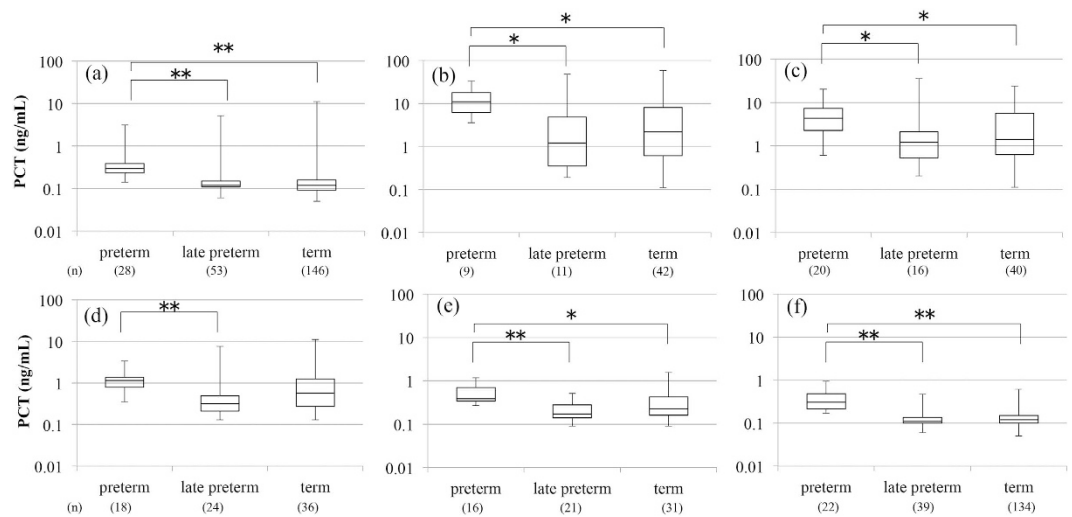 ** * *
** * *
(a) (b) (c)
100 100 100
10 10 10
1 1 1
0.1 0.1 0.1
0.01 0.01 0.01
PCT (ng/mL)
preterm late preterm term preterm late preterm term preterm late preterm term
(n) (28) (53) (146) (9) (11) (42) (20) (16) (40)
** * **
** **
(d) (e) (f)
100 100 100
10 10 10
1 1 1
0.1 0.1 0.1
0.01 0.01 0.01
PCT (ng/mL)
preterm late preterm term preterm late preterm term preterm late preterm term
(n) (18) (24) (36) (16) (21) (31) (22) (39) (134)